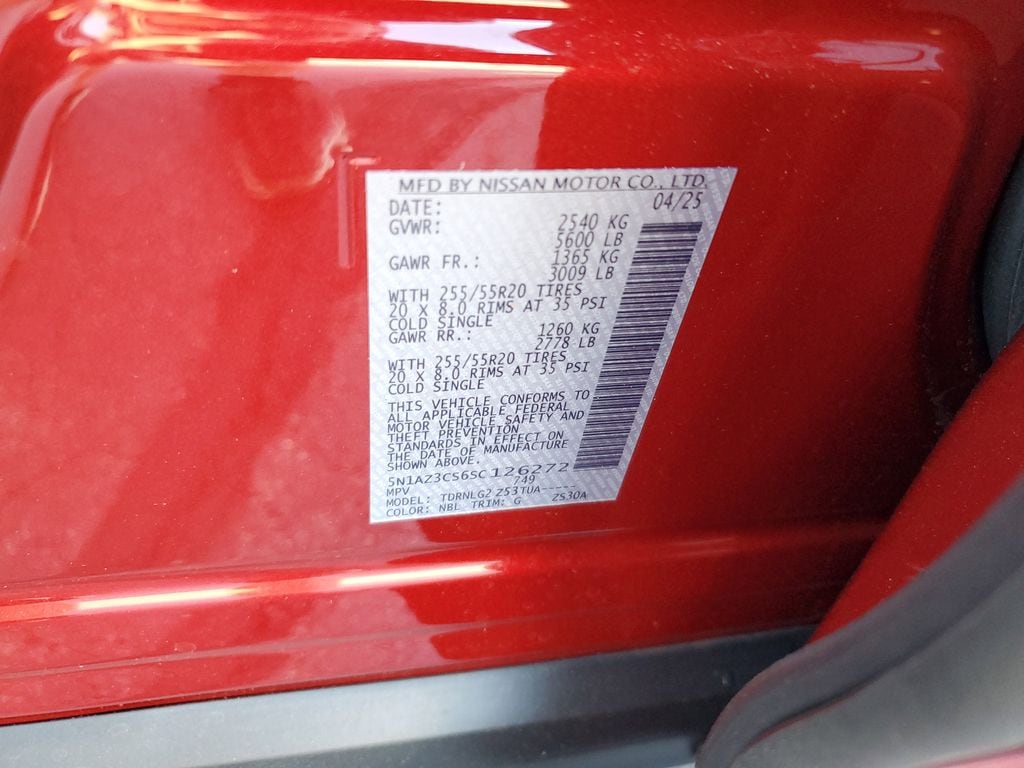 MFD BY NISSAN MOTOR CO., LTD.
DATE: 04/25
GVWR: 2540 KG
5600 LB
GAWR FR.: 1365 KG
3009 LB
WITH 255/55R20 TIRES
20 X 8.0 RIMS AT 35 PSI
COLD SINGLE
GAWR RR.: 1260 KG
2778 LB
WITH 255/55R20 TIRES
20 X 8.0 RIMS AT 35 PSI
COLD SINGLE
THIS VEHICLE CONFORMS TO
ALL APPLICABLE FEDERAL
MOTOR VEHICLE SAFETY AND
THEFT PREVENTION
STANDARDS IN EFFECT ON
THE DATE OF MANUFACTURE
SHOWN ABOVE.
5N1AZ3CS6SC126272
MPV 749
MODEL: TDRNLG2 Z53TUA-----
COLOR: NBL TRIM: G ZS30A